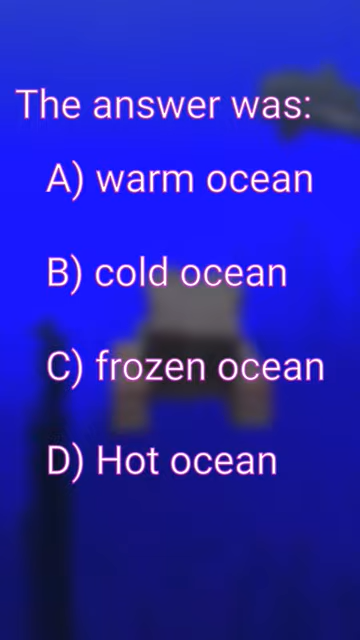 The answer was:
A) warm ocean
B) cold ocean
C) frozen ocean
D) Hot ocean